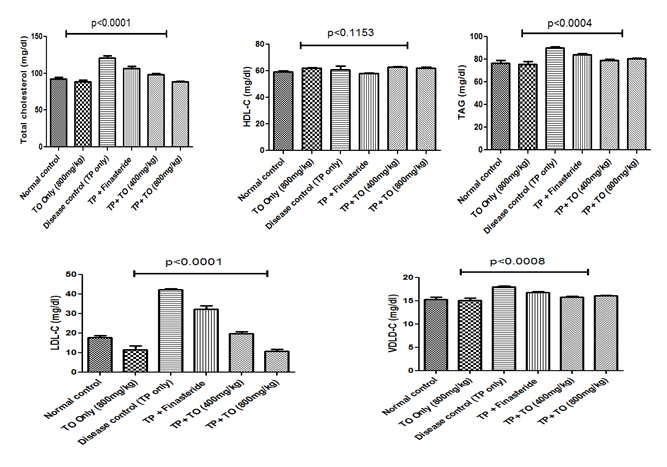 p<0.0001
Total cholesterol (mg/dl)
150
100
50
0
Normal control
TO Only (800mg/kg)
Disease control (TP only)
TP + Finasteride
TP+ TO (400mg/kg)
TP+ TO (800mg/kg)
p<0.1153
HDL-C (mg/dl)
80
60
40
20
0
Normal control
TO Only (800mg/kg)
Disease control (TP only)
TP + Finasteride
TP+ TO (400mg/kg)
TP+ TO (800mg/kg)
p<0.0004
TAG (mg/dl)
100
80
60
40
20
0
Normal control
TO Only (800mg/kg)
Disease control (TP only)
TP + Finasteride
TP+ TO (400mg/kg)
TP+ TO (800mg/kg)
p<0.0001
LDL-C (mg/dl)
50
40
30
20
10
0
Normal control
TO Only (800mg/kg)
Disease control (TP only)
TP + Finasteride
TP+ TO (400mg/kg)
TP+ TO (800mg/kg)
p<0.0008
VDLD-C (mg/dl)
20
15
10
5
0
Normal control
TO Only (800mg/kg)
Disease control (TP only)
TP + Finasteride
TP+ TO (400mg/kg)
TP+ TO (800mg/kg)